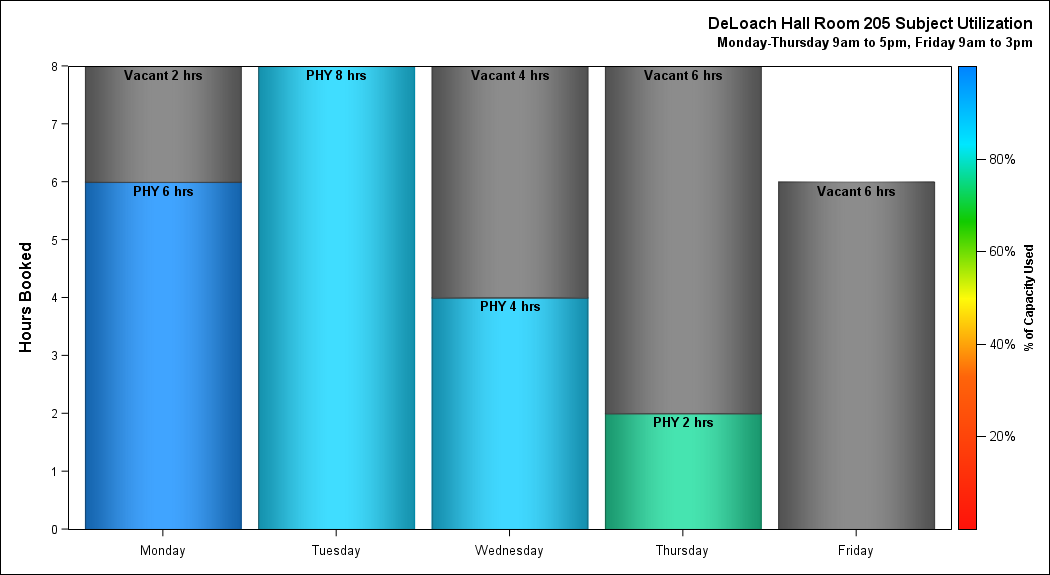 DeLoach Hall Room 205 Subject Utilization
Monday-Thursday 9am to 5pm, Friday 9am to 3pm
Hours Booked
8
7
6
5
4
3
2
1
0
Vacant 2 hrs
PHY 6 hrs
PHY 8 hrs
Vacant 4 hrs
PHY 4 hrs
Vacant 6 hrs
PHY 2 hrs
Vacant 6 hrs
Monday
Tuesday
Wednesday
Thursday
Friday
80%
60%
40%
20%
% of Capacity Used